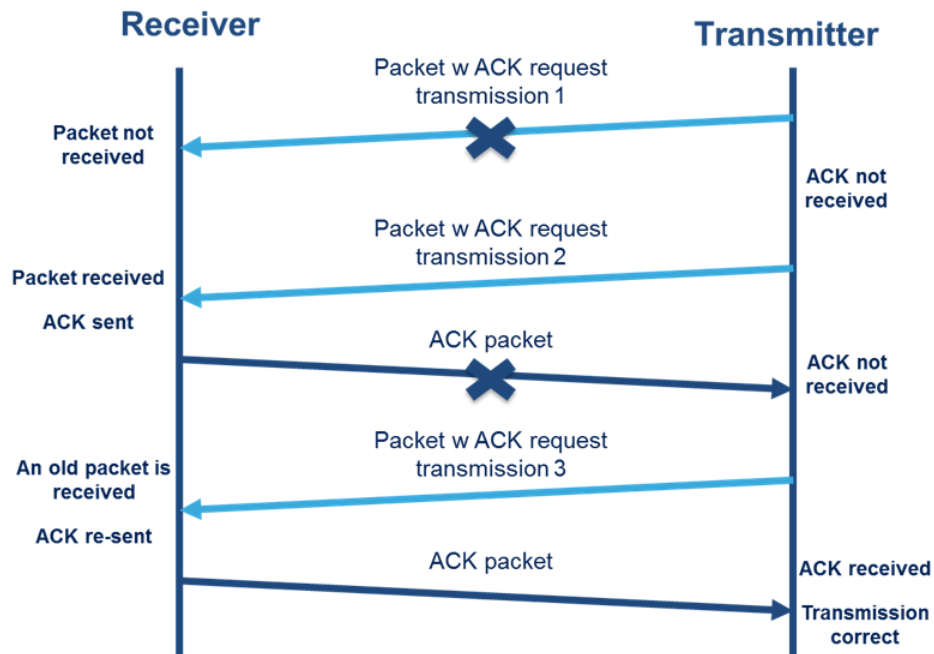 Receiver
Transmitter
Packet w ACK request
transmission 1
Packet not
received
ACK not
received
Packet w ACK request
transmission 2
Packet received
ACK sent
ACK packet
ACK not
received
Packet w ACK request
transmission 3
An old packet is
received
ACK re-sent
ACK packet
ACK received
Transmission
correct